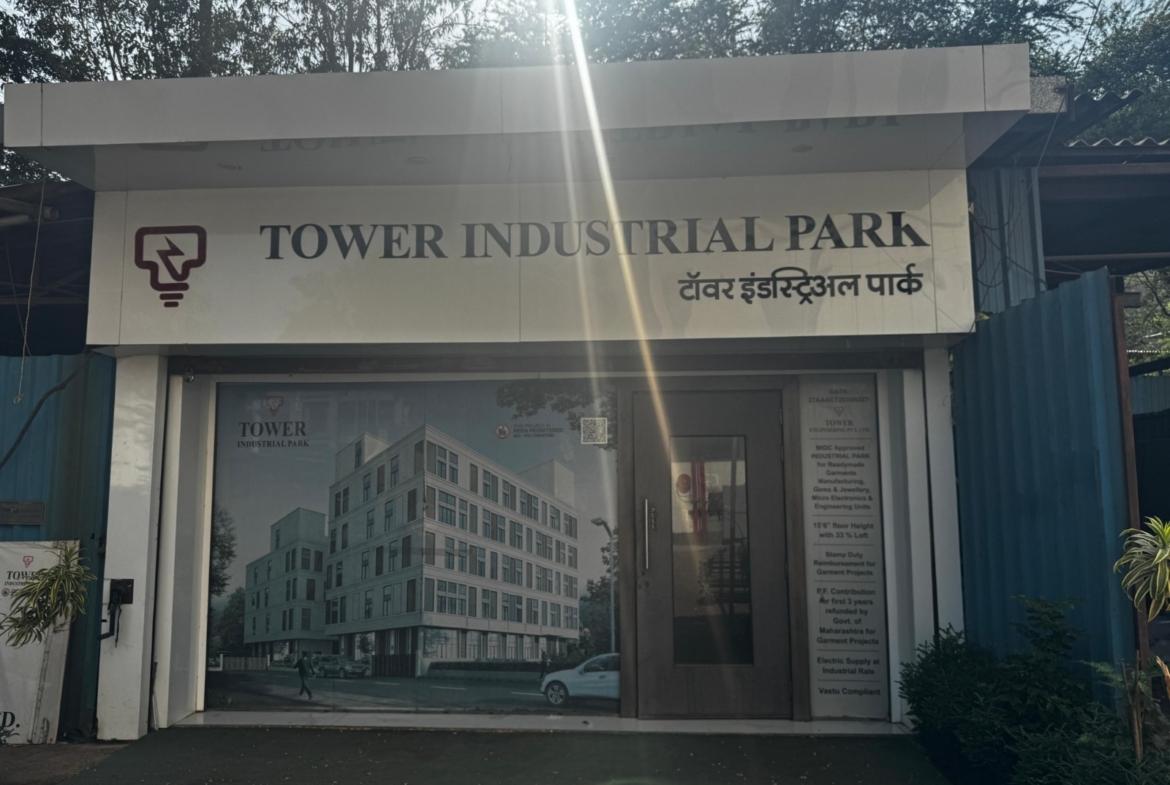 TOWER INDUSTRIAL PARK
टॉवर इंडस्ट्रिअल पार्क
TOWER
INDUSTRIAL PARK
TOWER
MIDC Approved
INDUSTRIAL PARK
for Readymade
Garments
Manufacturing,
Gems & Jewellery,
Micro Electronics &
Engineering Units
15'6" floor Height
with 33 % Loft
Stamp Duty
Reimbursement for
Garment Projects
P.F. Contribution
for first 3 years
refunded by
Govt. of
Maharashtra for
Garment Projects
Electric Supply at
Industrial Rate
Vastu Compliant